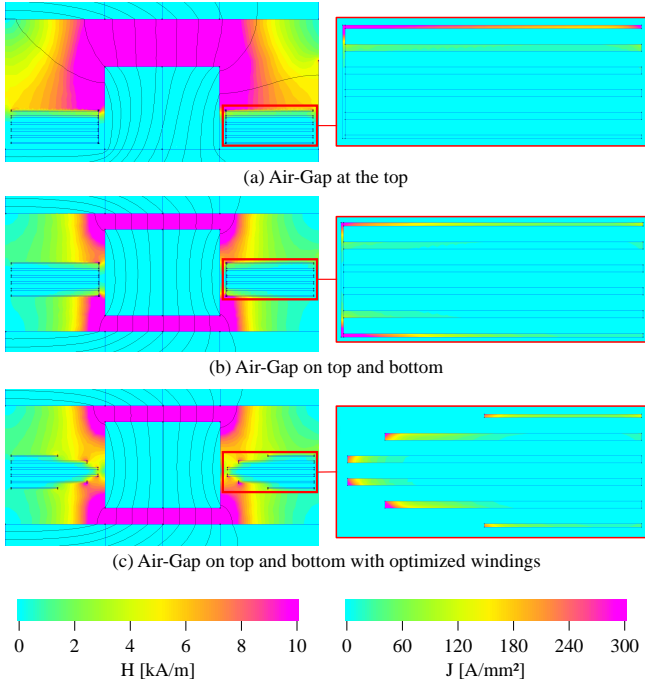 (a) Air-Gap at the top
(b) Air-Gap on top and bottom
(c) Air-Gap on top and bottom with optimized windings
0 2 4 6 8 10
H [kA/m]
0 60 120 180 240 300
J [A/mm²]